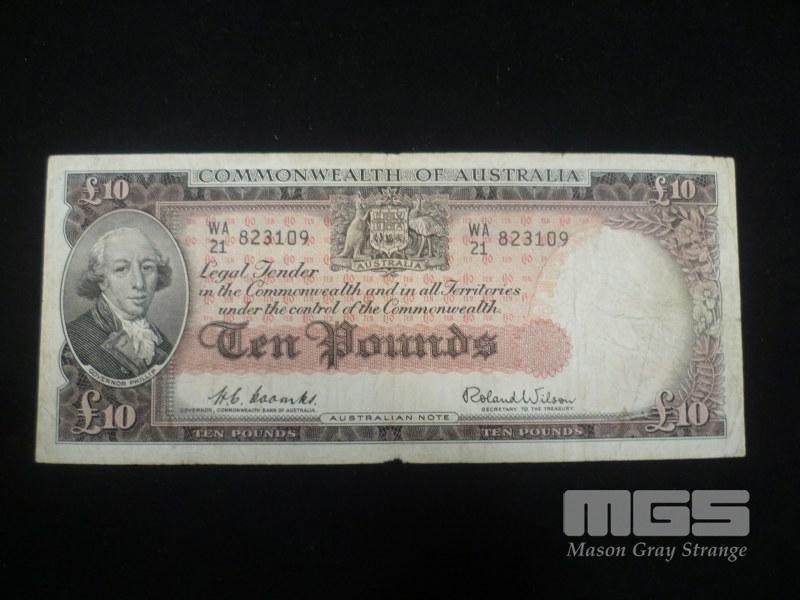 COMMONWEALTH OF AUSTRALIA
£10 £10
WA 21 823109 WA 21 823109
AUSTRALIA
Legal Tender
in the Commonwealth and in all Territories
under the control of the Commonwealth.
Ten Pounds
GOVERNOR PHILLIP
H.C. Coombs. Roland Wilson
GOVERNOR, COMMONWEALTH BANK OF AUSTRALIA. SECRETARY TO THE TREASURY.
£10 AUSTRALIAN NOTE £10
TEN POUNDS TEN POUNDS
MGS
Mason Gray Strange